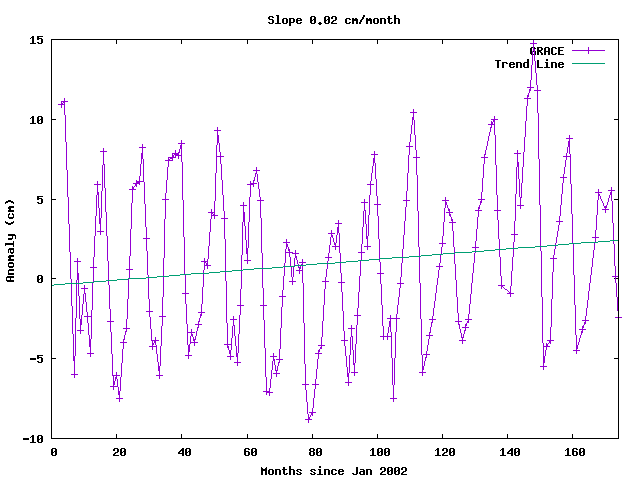 Slope 0.02 cm/month
15
10
5
0
-5
-10
Anomaly (cm)
GRACE
Trend Line
0 20 40 60 80 100 120 140 160
Months since Jan 2002